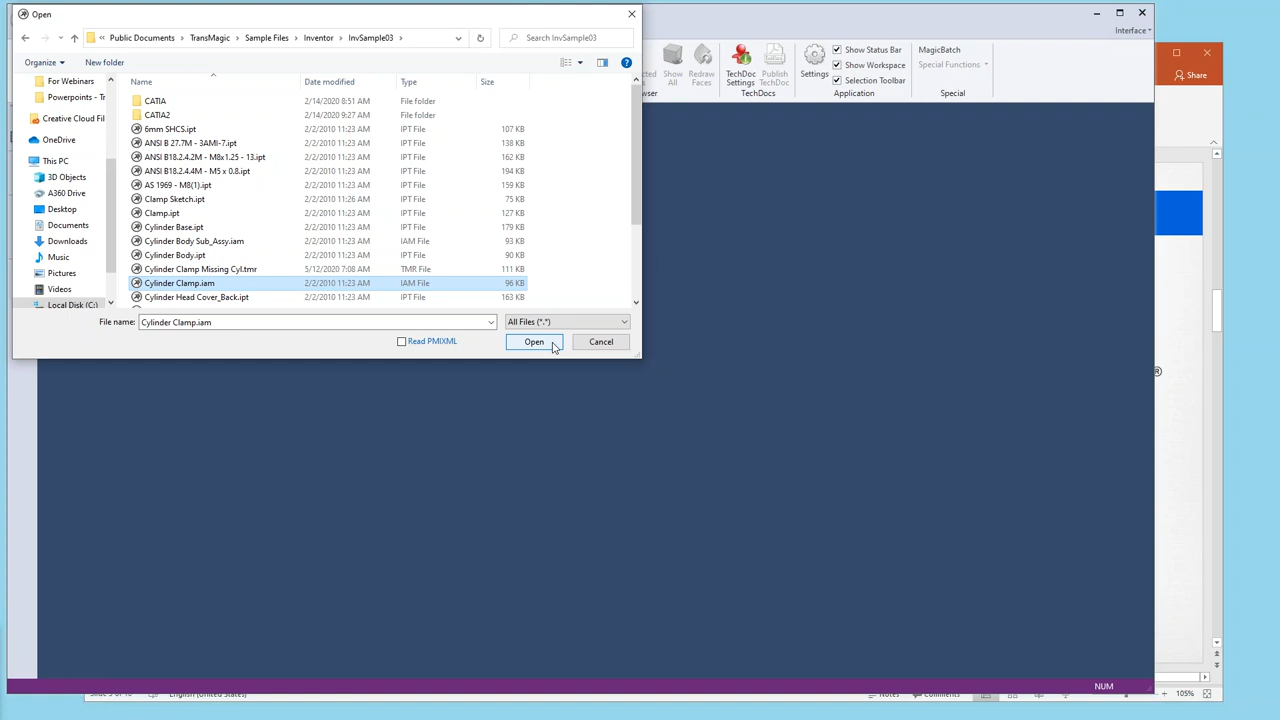 Open
« Public Documents › TransMagic › Sample Files › Inventor › InvSample03 ›
Search InvSample03
Interface
Organize
New folder
Share
Show All
Redraw Faces
TechDoc Settings
Publish TechDoc
TechDocs
Settings
Show Status Bar
Show Workspace
Selection Toolbar
Application
MagicBatch
Special Functions
Special
For Webinars
Powerpoints - Tr
Creative Cloud Fil
OneDrive
This PC
3D Objects
A360 Drive
Desktop
Documents
Downloads
Music
Pictures
Videos
Local Disk (C:)
Name Date modified Type Size
CATIA 2/14/2020 8:51 AM File folder
CATIA2 2/14/2020 9:27 AM File folder
6mm SHCS.ipt 2/2/2010 11:23 AM IPT File 107 KB
ANSI B 27.7M - 3AMI-7.ipt 2/2/2010 11:23 AM IPT File 138 KB
ANSI B18.2.4.2M - M8x1.25 - 13.ipt 2/2/2010 11:23 AM IPT File 162 KB
ANSI B18.2.4.4M - M5 x 0.8.ipt 2/2/2010 11:23 AM IPT File 194 KB
AS 1969 - M8(1).ipt 2/2/2010 11:23 AM IPT File 159 KB
Clamp Sketch.ipt 2/2/2010 11:26 AM IPT File 75 KB
Clamp.ipt 2/2/2010 11:23 AM IPT File 127 KB
Cylinder Base.ipt 2/2/2010 11:23 AM IPT File 90 KB
Cylinder Body Sub_Assy.iam 2/2/2010 11:23 AM IAM File 93 KB
Cylinder Body.ipt 2/2/2010 11:23 AM IPT File 90 KB
Cylinder Clamp Missing Cyl.tmr 5/12/2020 7:08 AM TMR File 111 KB
Cylinder Clamp.iam 2/2/2010 11:23 AM IAM File 96 KB
Cylinder Head Cover_Back.ipt 2/2/2010 11:23 AM IPT File 163 KB
File name: Cylinder Clamp.iam
All Files (*.*)
Read PMIXML
Open
Cancel
®
NUM
English (United States)
Notes
Comments
105%